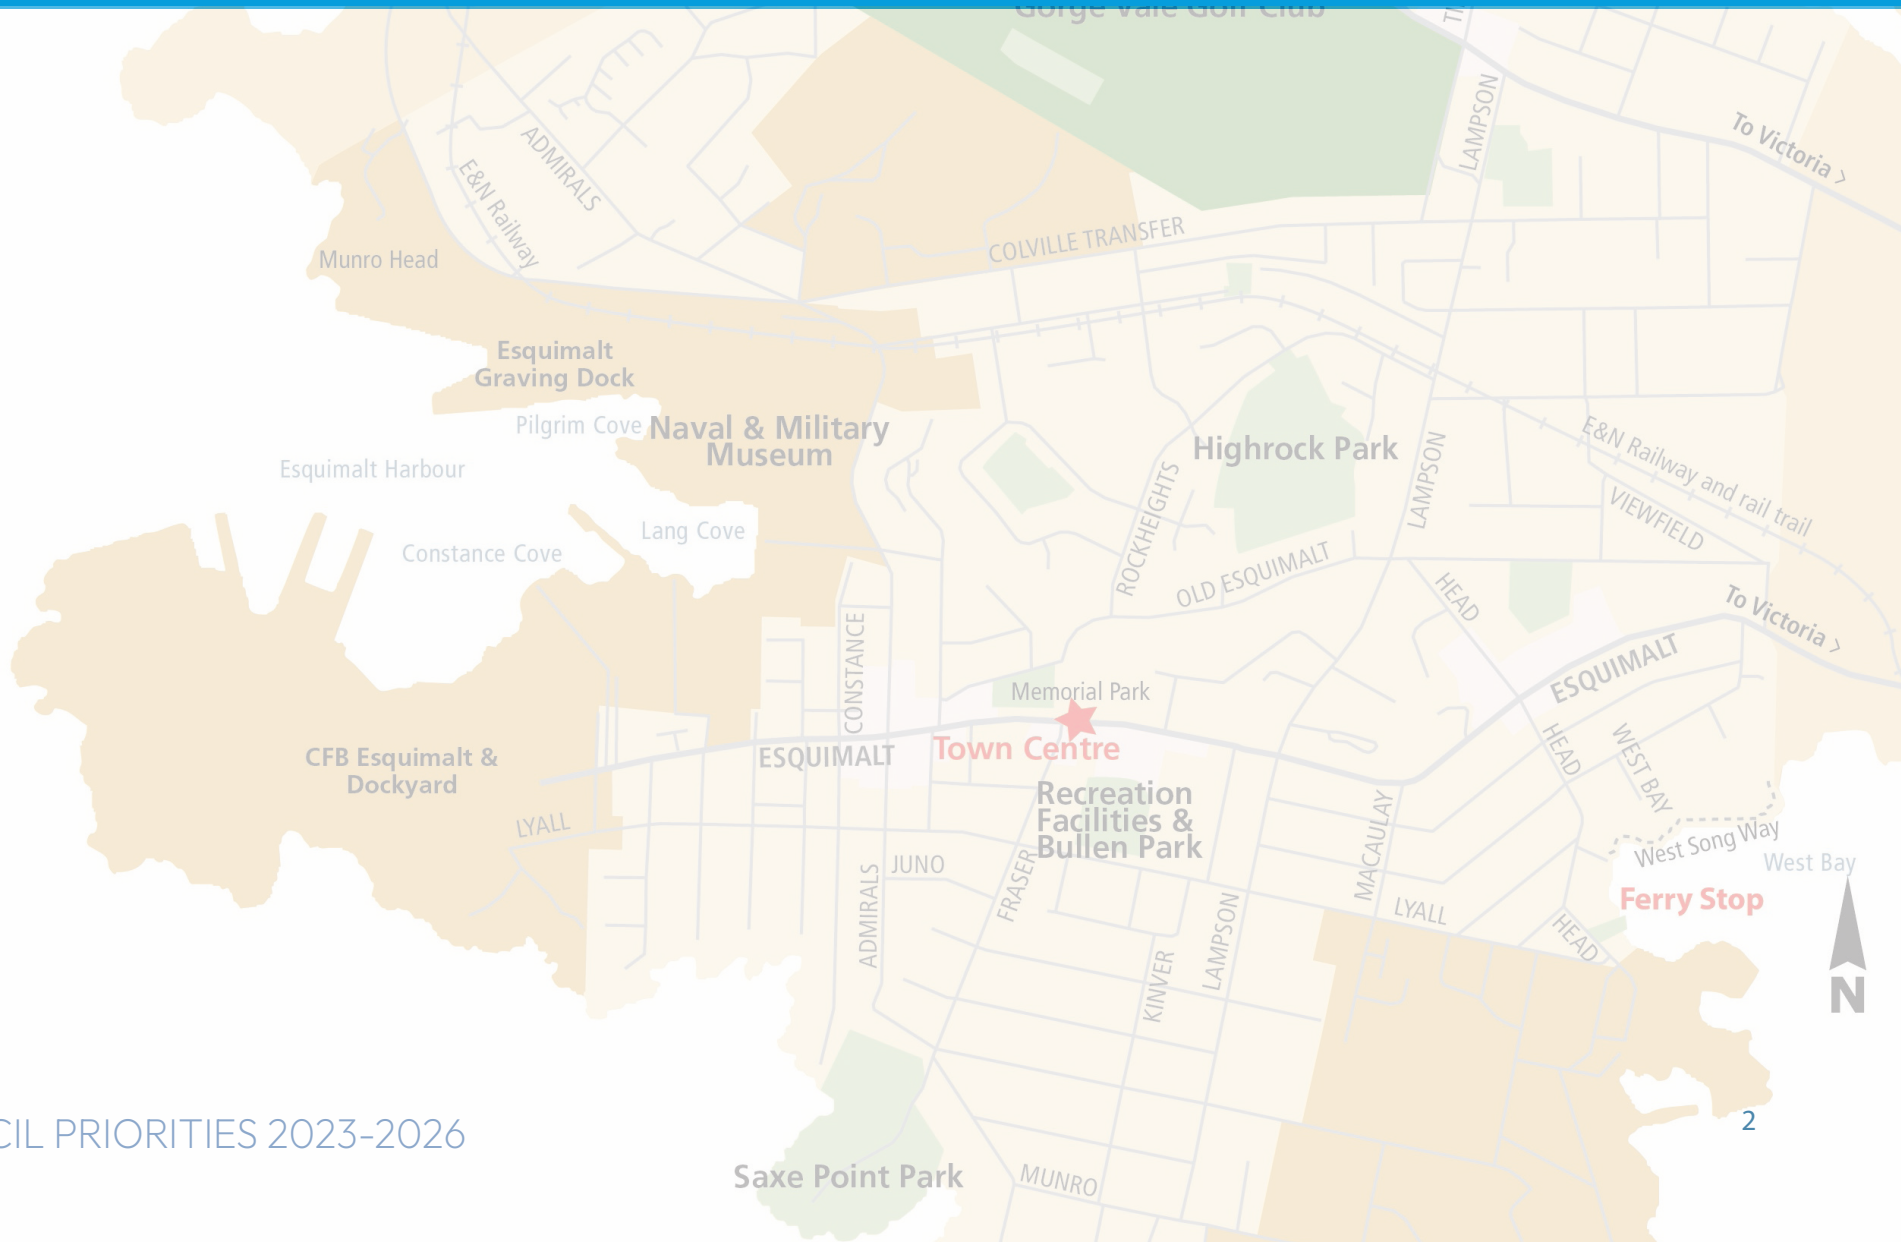 Gorge Vale Golf Club
LAMPSON
To Victoria >
ADMIRALS
E&N Railway
COLVILLE TRANSFER
Munro Head
Esquimalt
Graving Dock
Pilgrim Cove
Naval & Military
Museum
Highrock Park
Esquimalt Harbour
LAMPSON
E&N Railway and rail trail
VIEWFIELD
ROCKHEIGHTS
Lang Cove
Constance Cove
OLD ESQUIMALT
HEAD
To Victoria >
CONSTANCE
ESQUIMALT
Memorial Park
Town Centre
ESQUIMALT
CFB Esquimalt &
Dockyard
HEAD
WEST BAY
Recreation
Facilities &
Bullen Park
MACAULAY
LYALL
West Song Way
West Bay
JUNO
ADMIRALS
FRASER
Ferry Stop
LYALL
LAMPSON
HEAD
KINVER
N
CIL PRIORITIES 2023-2026
2
Saxe Point Park
MUNRO